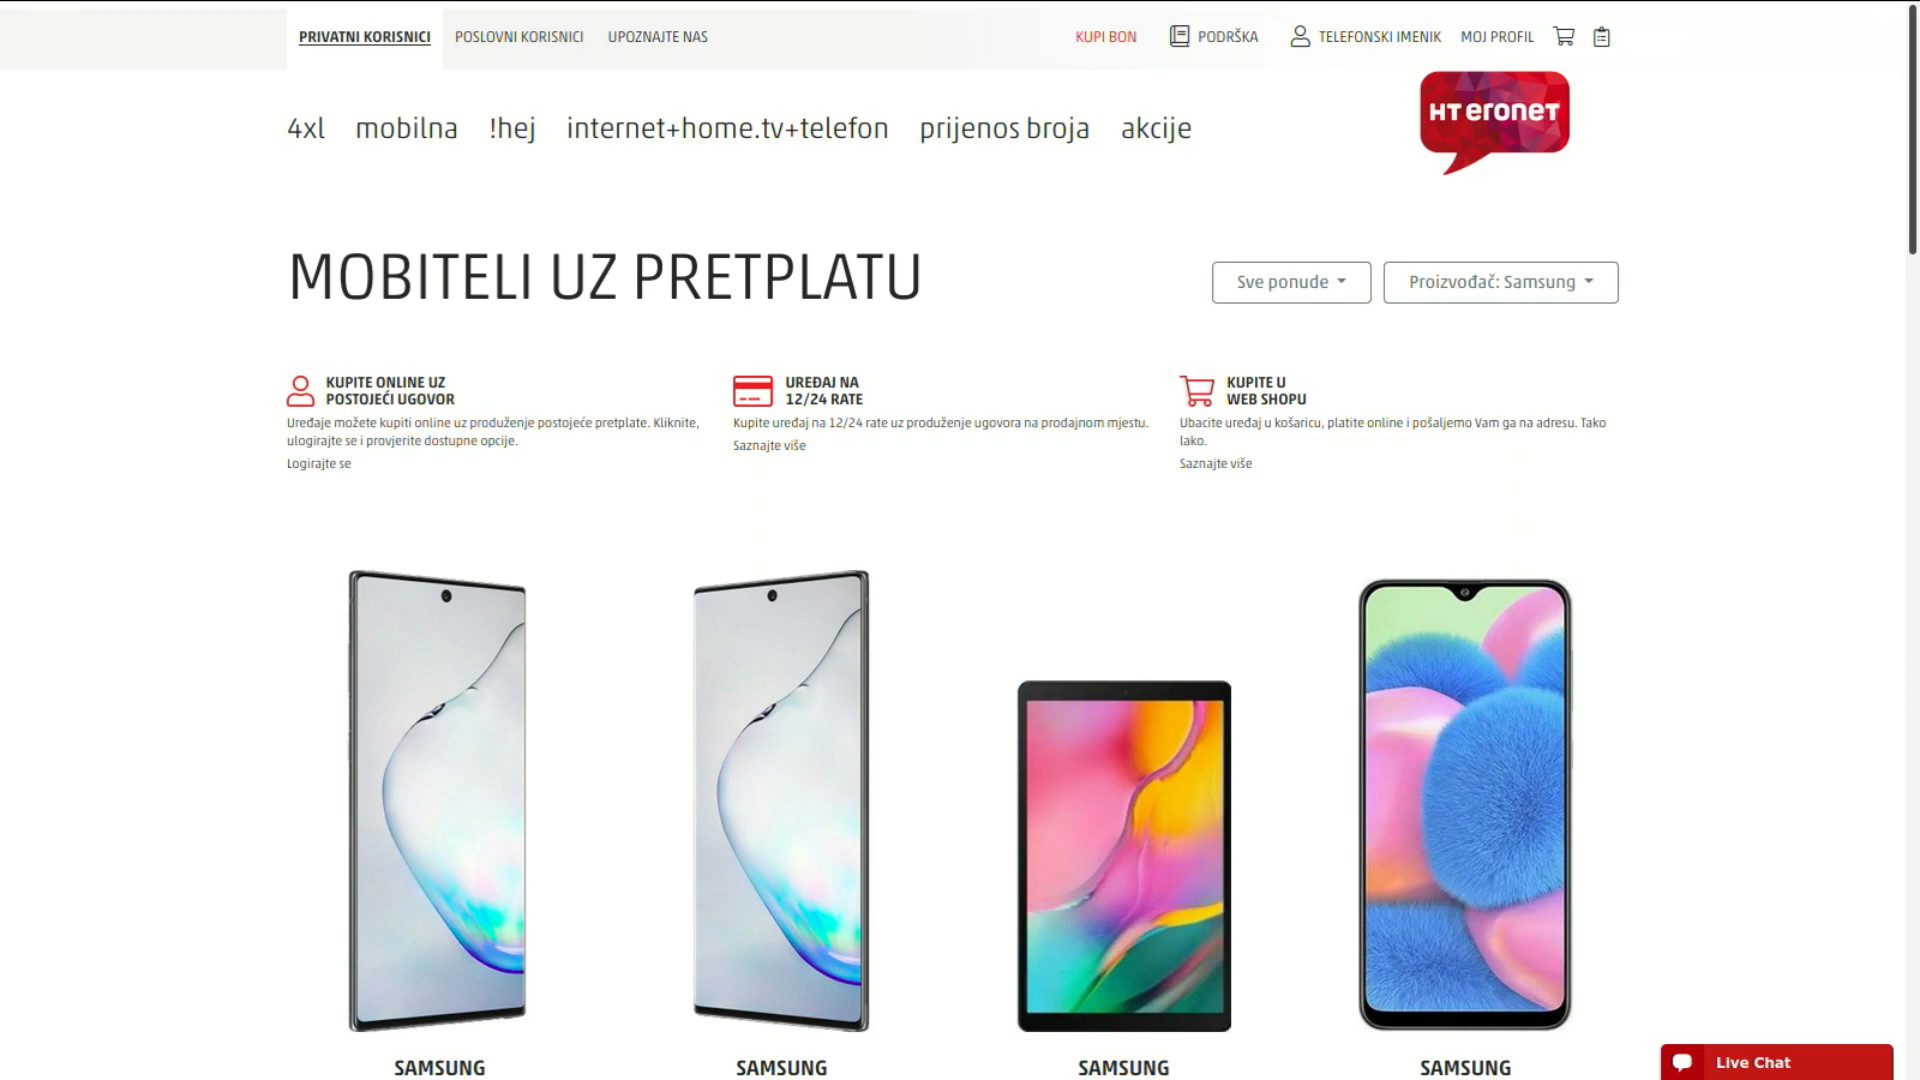 PRIVATNI KORISNICI POSLOVNI KORISNICI UPOZNAJTE NAS KUPI BON PODRŠKA TELEFONSKI IMENIK MOJ PROFIL
4xl mobilna !hej internet+home.tv+telefon prijenos broja akcije
HT eronet
MOBITELI UZ PRETPLATU
Sve ponude
Proizvođač: Samsung
KUPITE ONLINE UZ
POSTOJEĆI UGOVOR
Uređaje možete kupiti online uz produženje postojeće pretplate. Kliknite,
ulogirajte se i provjerite dostupne opcije.
Logirajte se
UREĐAJ NA
12/24 RATE
Kupite uređaj na 12/24 rate uz produženje ugovora na prodajnom mjestu.
Saznajte više
KUPITE U
WEB SHOPU
Ubacite uređaj u košaricu, platite online i pošaljemo Vam ga na adresu. Tako
lako.
Saznajte više
SAMSUNG SAMSUNG SAMSUNG SAMSUNG
Live Chat